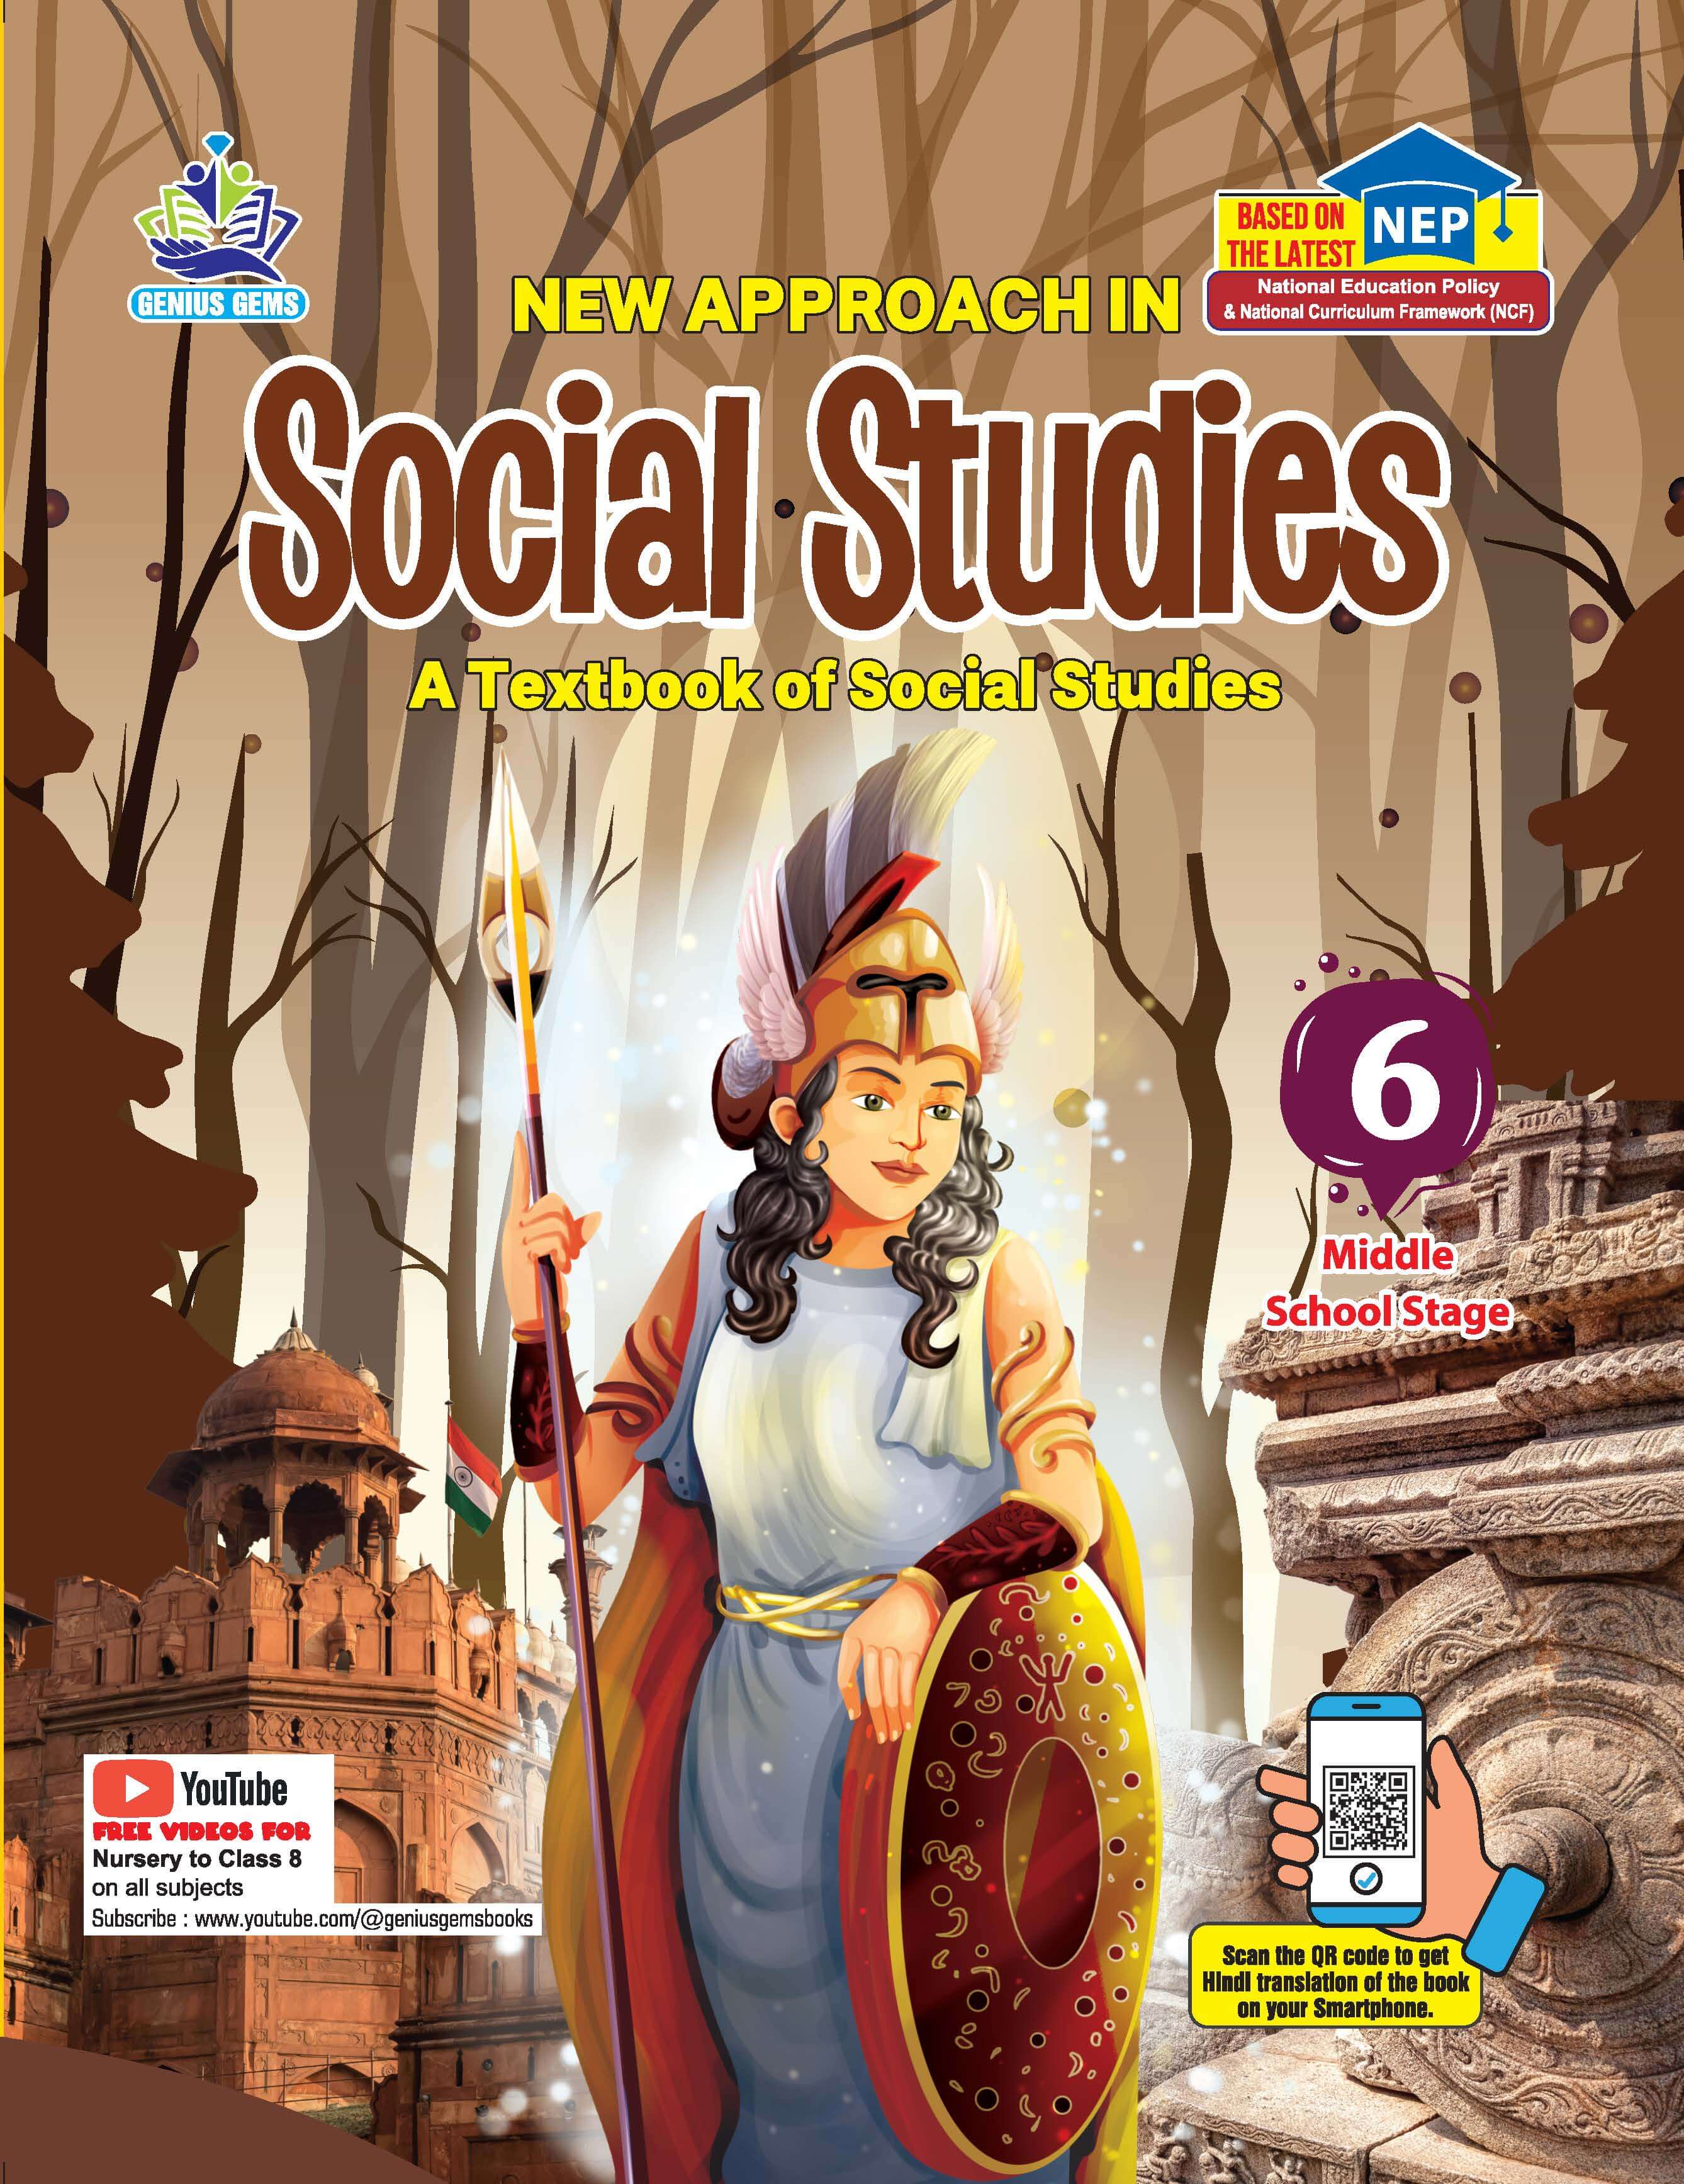 GENIUS GEMS
BASED ON
THE LATEST
NEP
National Education Policy
& National Curriculum Framework (NCF)
NEW APPROACH IN
Social Studies
A Textbook of Social Studies
6
Middle
School Stage
YouTube
FREE VIDEOS FOR
Nursery to Class 8
on all subjects
Subscribe : www.youtube.com/@geniusgemsbooks
Scan the QR code to get
Hindi translation of the book
on your Smartphone.